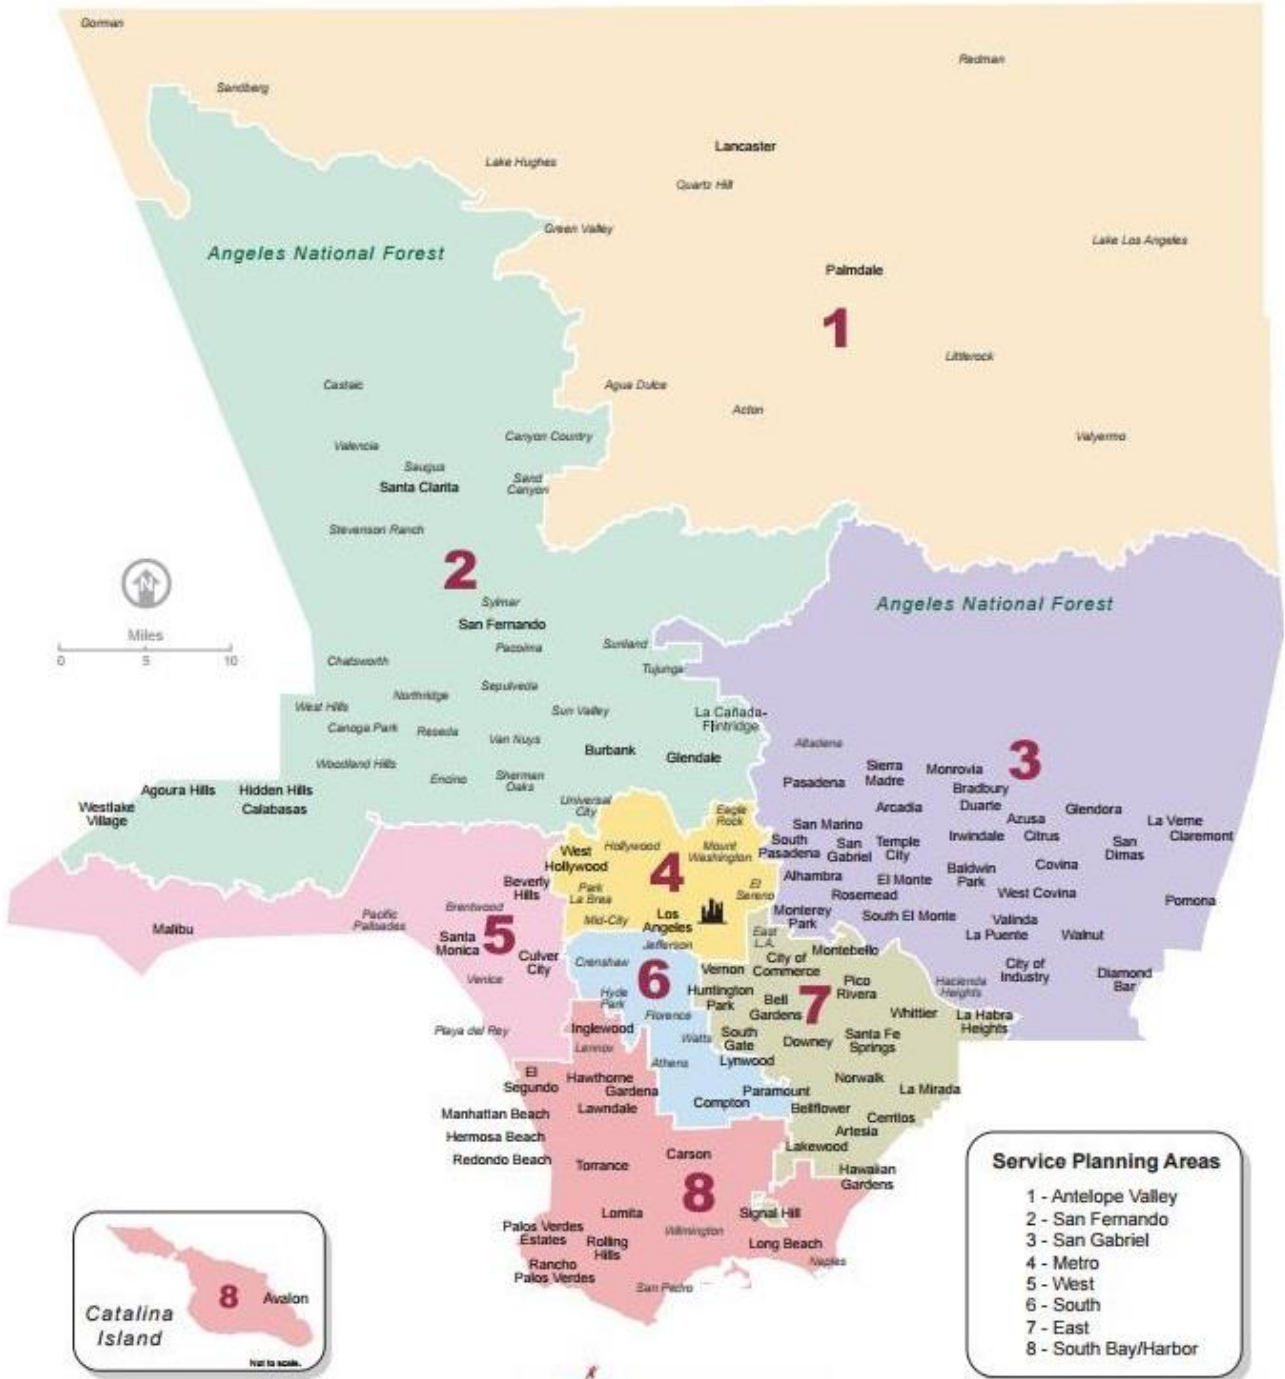 Gorman
Redman
Sandberg
Lancaster
Lake Hughes
Quartz Hill
Green Valley
Lake Los Angeles
Angeles National Forest
Palmdale
1
Littlerock
Castaic
Agua Dulce
Acton
Canyon Country
Valyermo
Valencia
Saugus
Santa Clarita
Sand
Canyon
Stevenson Ranch
2
N
Miles
0 5 10
Angeles National Forest
Sylmar
San Fernando
Pacoima
Sunland
Chatsworth
Tujunga
Sepulveda
Northridge
West Hills
Sun Valley
La Cañada-
Flintridge
Canoga Park
Reseda
Van Nuys
Burbank
Glendale
Altadena
3
Woodland Hills
Encino
Sherman
Oaks
Sierra
Madre
Monrovia
Pasadena
Bradbury
Agoura Hills
Hidden Hills
Calabasas
Westlake
Village
Universal
City
Eagle
Rock
Arcadia
Duarte
Glendora
Azusa
La Verne
San Marino
Irwindale
Citrus
Claremont
South
Pasadena
San
Gabriel
Temple
City
San
Dimas
West
Hollywood
Hollywood
Mount
Washington
4
Baldwin
Park
Covina
Alhambra
El Monte
Beverly
Hills
Park
La Brea
El
Sereno
Rosemead
West Covina
Pomona
Brentwood
Pacific
Palisades
Mid-City
Los
Angeles
Monterey
Park
South El Monte
Valinda
La Puente
Walnut
Malibu
Santa
Monica
5
Jefferson
East
L.A.
Montebello
Culver
City
Crenshaw
6
Vernon
City of
Commerce
City of
Industry
Diamond
Bar
Venice
Hyde
Park
Huntington
Park
Pico
Rivera
Hacienda
Heights
Bell
Gardens
7
Florence
Whittier
La Habra
Heights
Playa del Rey
Inglewood
Watts
South
Gate
Downey
Santa Fe
Springs
Lennox
Athens
Lynwood
El
Segundo
Hawthorne
Gardena
Norwalk
La Mirada
Paramount
Manhattan Beach
Lawndale
Compton
Bellflower
Cerritos
Hermosa Beach
Artesia
Lakewood
Redondo Beach
Torrance
Carson
Hawaiian
Gardens
8
Lomita
Signal Hill
Palos Verdes
Estates
Wilmington
Rolling
Hills
Long Beach
Rancho
Palos Verdes
Naples
San Pedro
8
Avalon
Catalina
Island
Not to scale.
Service Planning Areas
1 - Antelope Valley
2 - San Fernando
3 - San Gabriel
4 - Metro
5 - West
6 - South
7 - East
8 - South Bay/Harbor